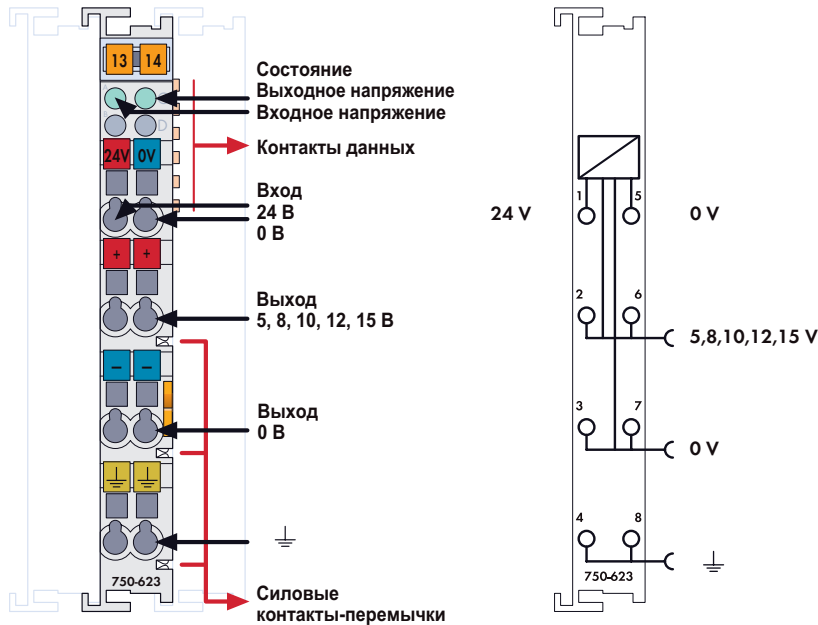 13 14
Состояние
Выходное напряжение
Входное напряжение
D
Контакты данных
24V 0V
Вход
24 В
0 В
+ +
Выход
5, 8, 10, 12, 15 В
– –
Выход
0 В
750-623
Силовые
контакты-перемычки
1 5
24 V 0 V
2 6
5,8,10,12,15 V
3 7
0 V
4 8
750-623